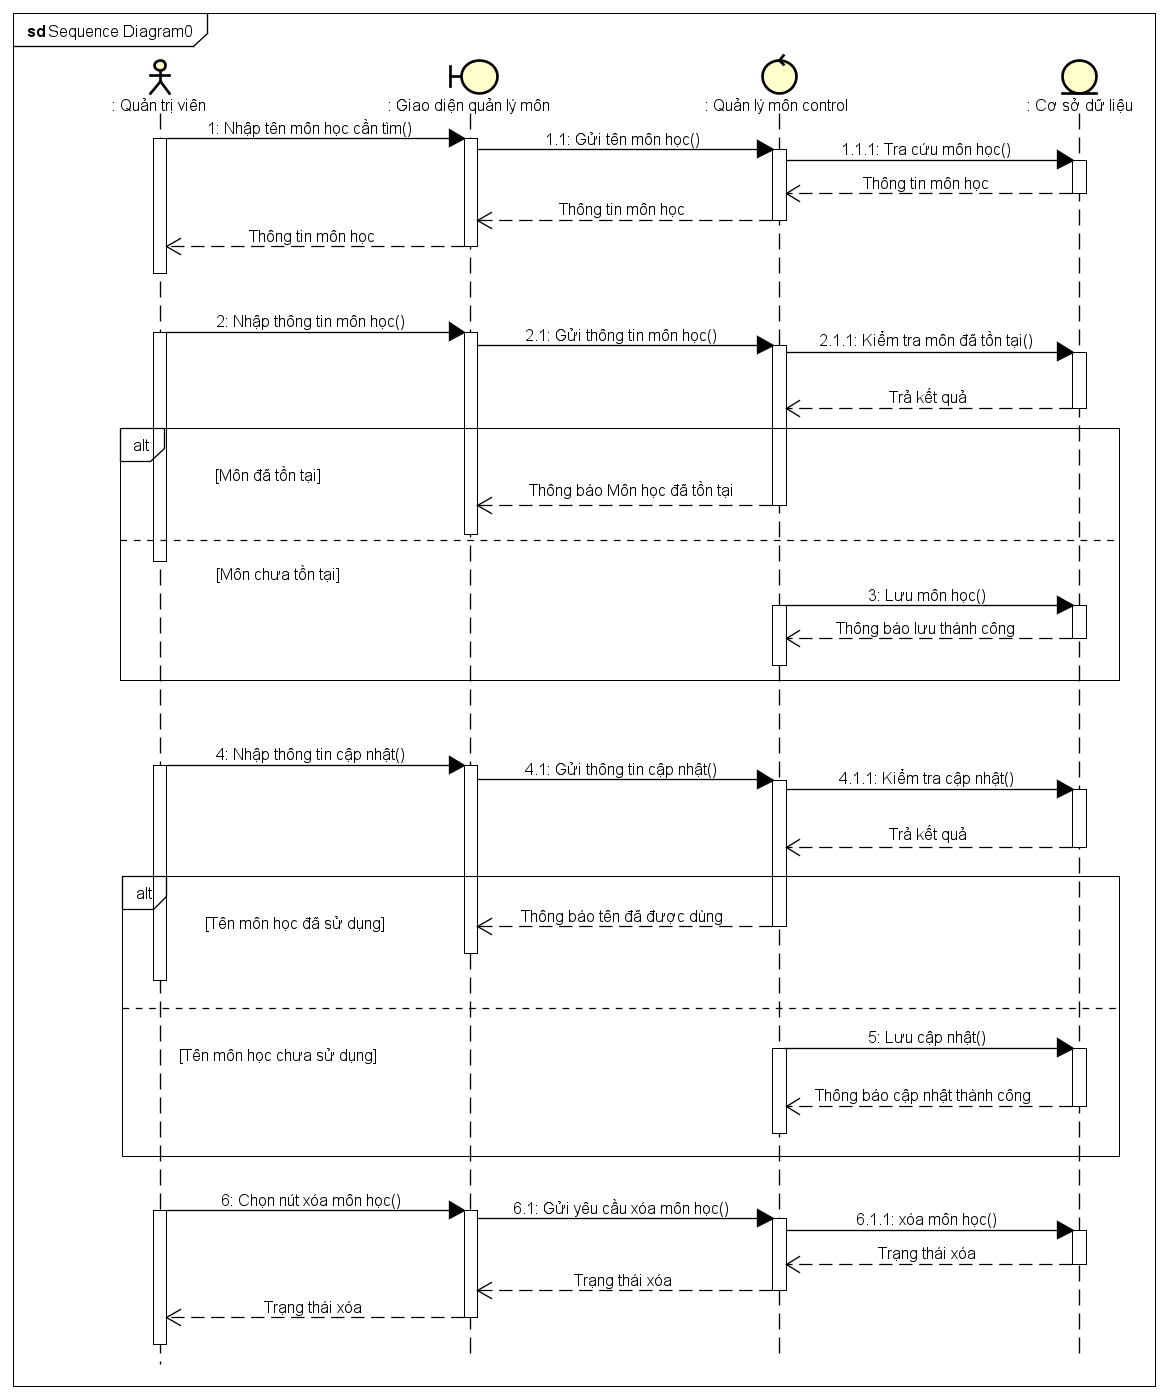 sd Sequence Diagram0
: Quản trị viên
: Giao diện quản lý môn
: Quản lý môn control
: Cơ sở dữ liệu
1: Nhập tên môn học cần tìm()
1.1: Gửi tên môn học()
1.1.1: Tra cứu môn học()
Thông tin môn học
Thông tin môn học
Thông tin môn học
2: Nhập thông tin môn học()
2.1: Gửi thông tin môn học()
2.1.1: Kiểm tra môn đã tồn tại()
Trả kết quả
alt
[Môn đã tồn tại]
Thông báo Môn học đã tồn tại
[Môn chưa tồn tại]
3: Lưu môn học()
Thông báo lưu thành công
4: Nhập thông tin cập nhật()
4.1: Gửi thông tin cập nhật()
4.1.1: Kiểm tra cập nhật()
Trả kết quả
alt
[Tên môn học đã sử dụng]
Thông báo tên đã được dùng
[Tên môn học chưa sử dụng]
5: Lưu cập nhật()
Thông báo cập nhật thành công
6: Chọn nút xóa môn học()
6.1: Gửi yêu cầu xóa môn học()
6.1.1: xóa môn học()
Trạng thái xóa
Trạng thái xóa
Trạng thái xóa